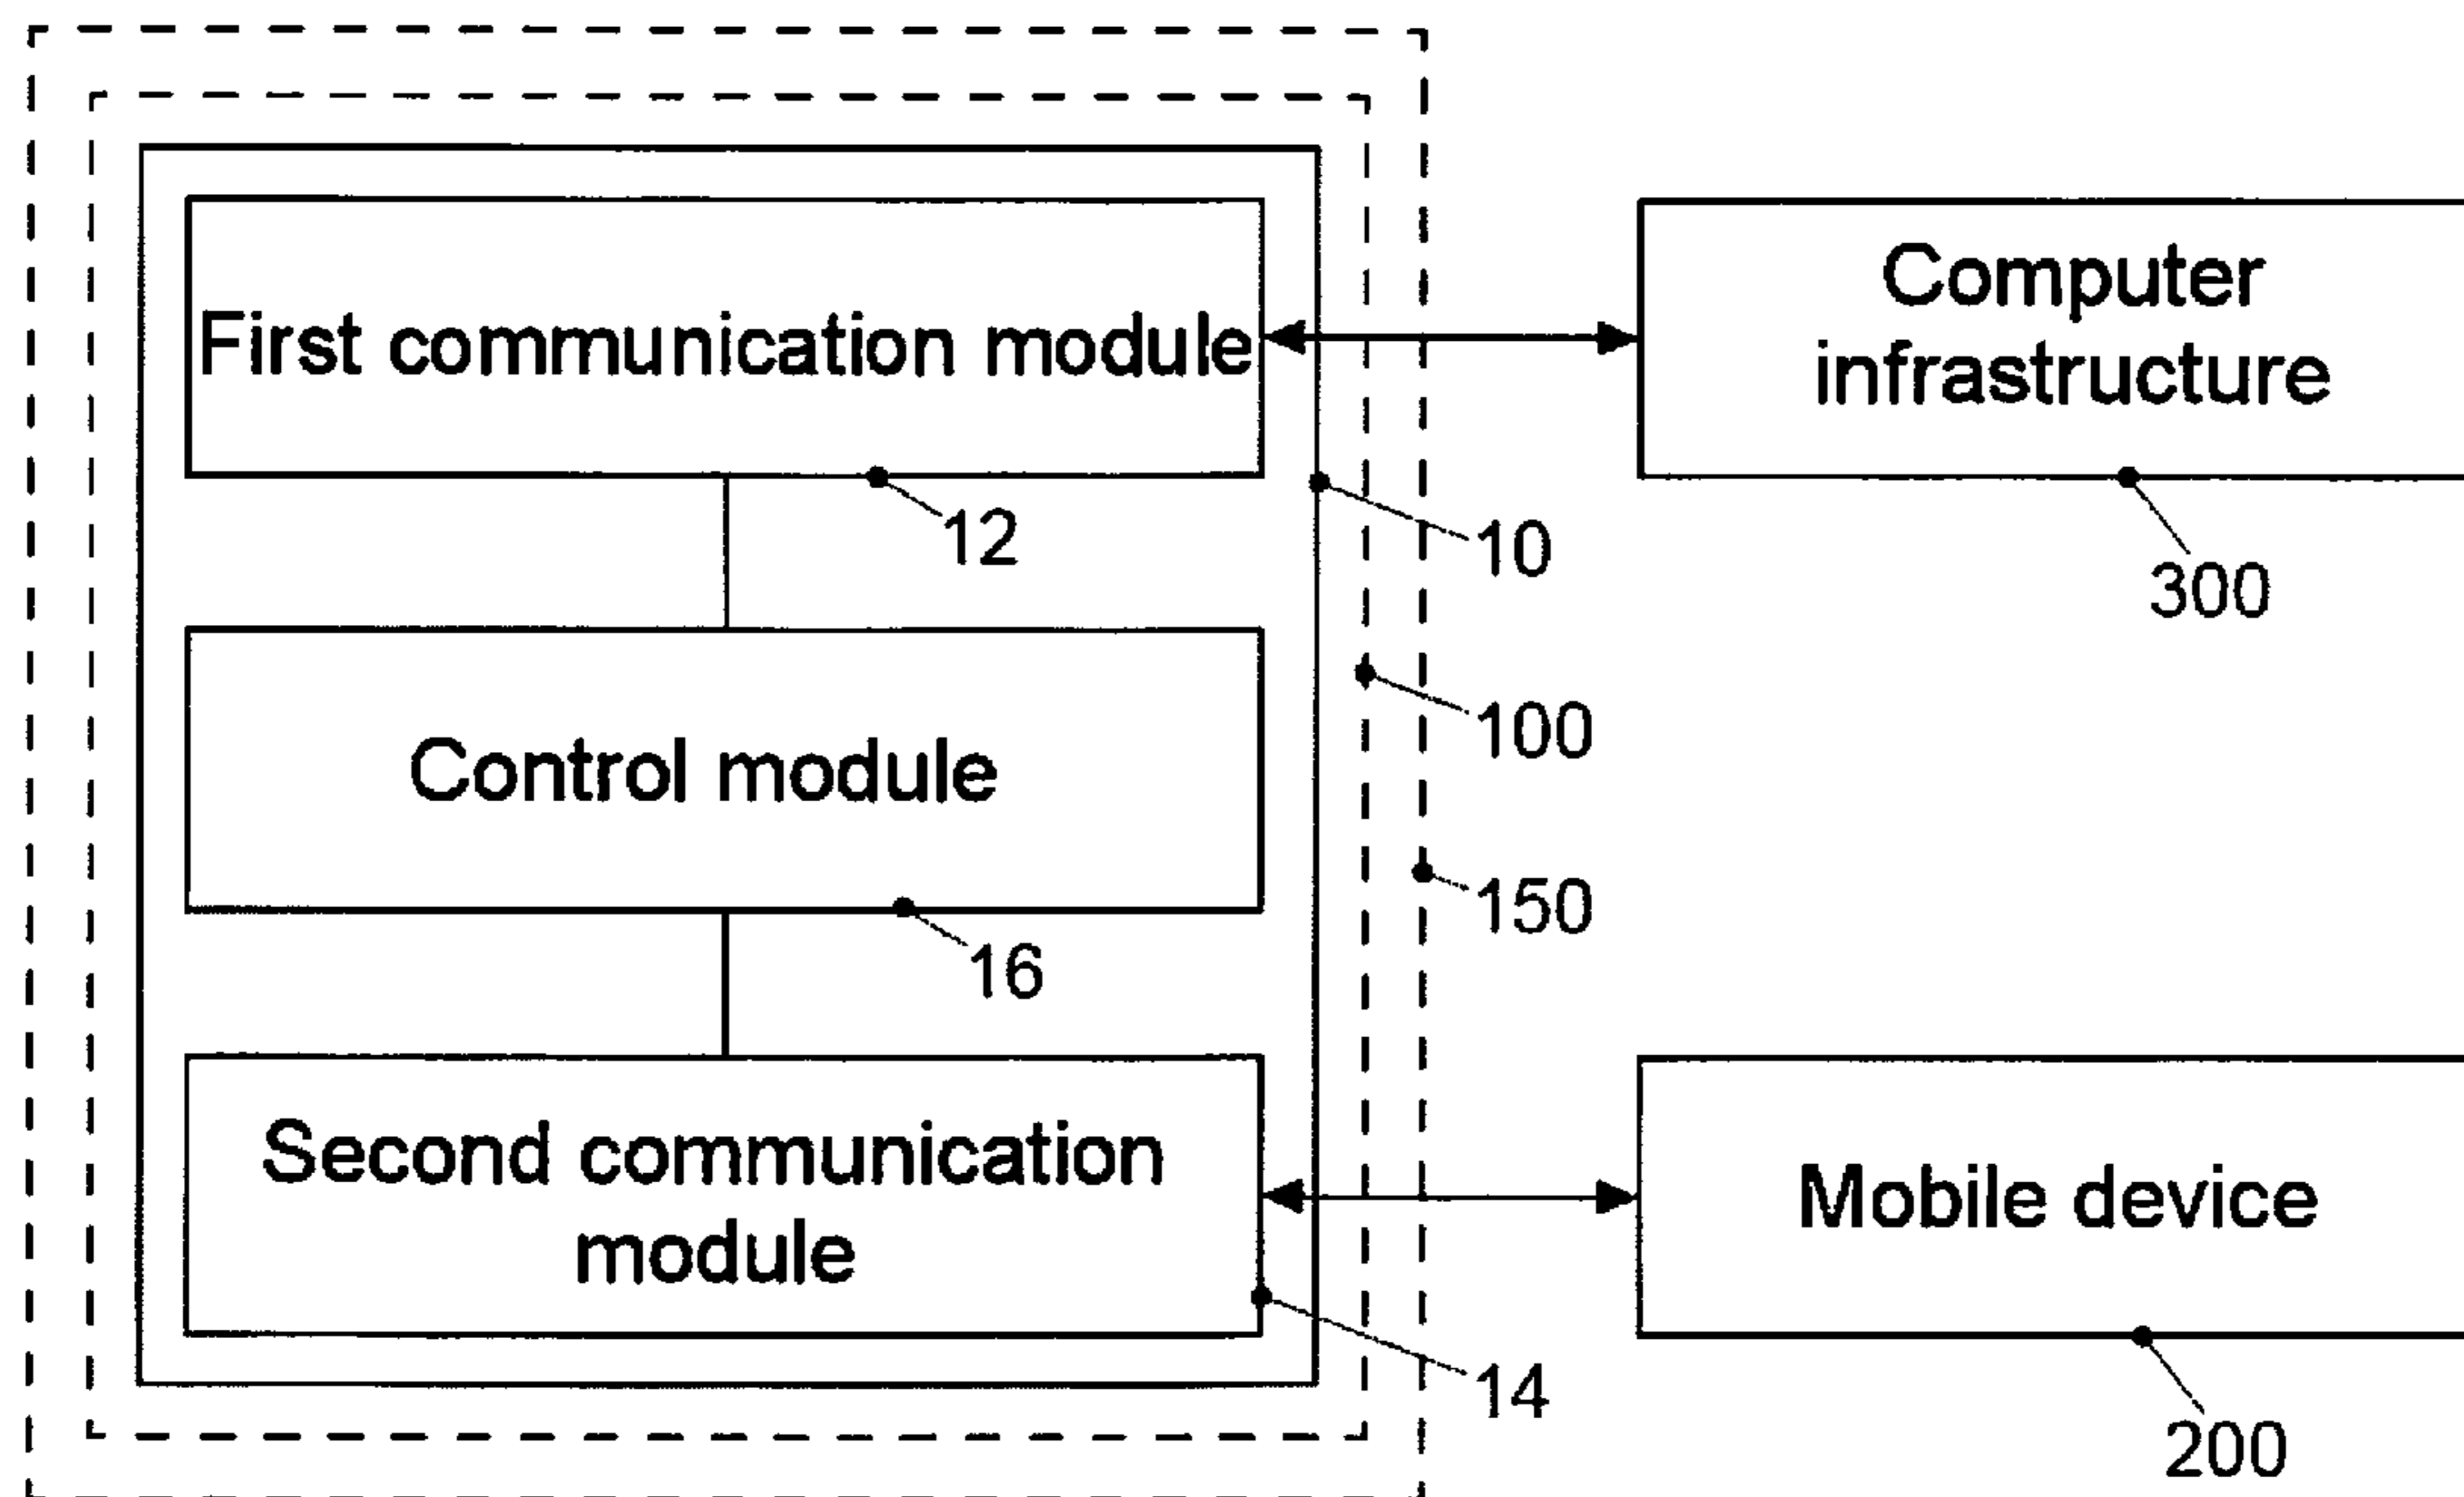 First communication module
Computer
infrastructure
12
10
300
Control module
100
150
16
Second communication
module
Mobile device
14
200